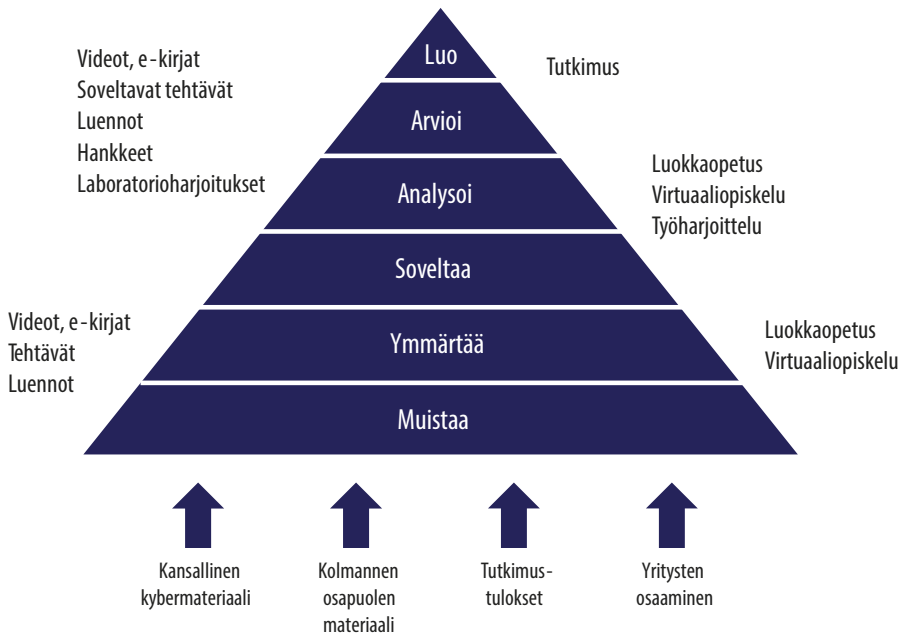 Luo
Arvioi
Analysoi
Soveltaa
Ymmärtää
Muistaa
Videot, e-kirjat
Soveltavat tehtävät
Luennot
Hankkeet
Laboratorioharjoitukset
Tutkimus
Luokkaopetus
Virtuaaliopiskelu
Työharjoittelu
Videot, e-kirjat
Tehtävät
Luennot
Luokkaopetus
Virtuaaliopiskelu
Kansallinen
kybermateriaali
Kolmannen
osapuolen
materiaali
Tutkimus-
tulokset
Yritysten
osaaminen